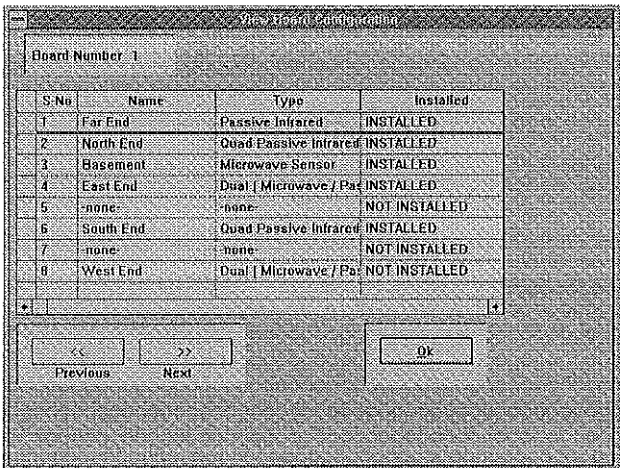 View Board Configuration
Board Number 1
S.No Name Type Installed
1 Far End Passive Infrared INSTALLED
2 North End Quad Passive Infrared INSTALLED
3 Basement Microwave Sensor INSTALLED
4 East End Dual [ Microwave / Pas INSTALLED
5 -none- -none- NOT INSTALLED
6 South End Quad Passive Infrared INSTALLED
7 -none- -none- NOT INSTALLED
8 West End Dual [ Microwave / Pas NOT INSTALLED
<< >> Ok
Previous Next